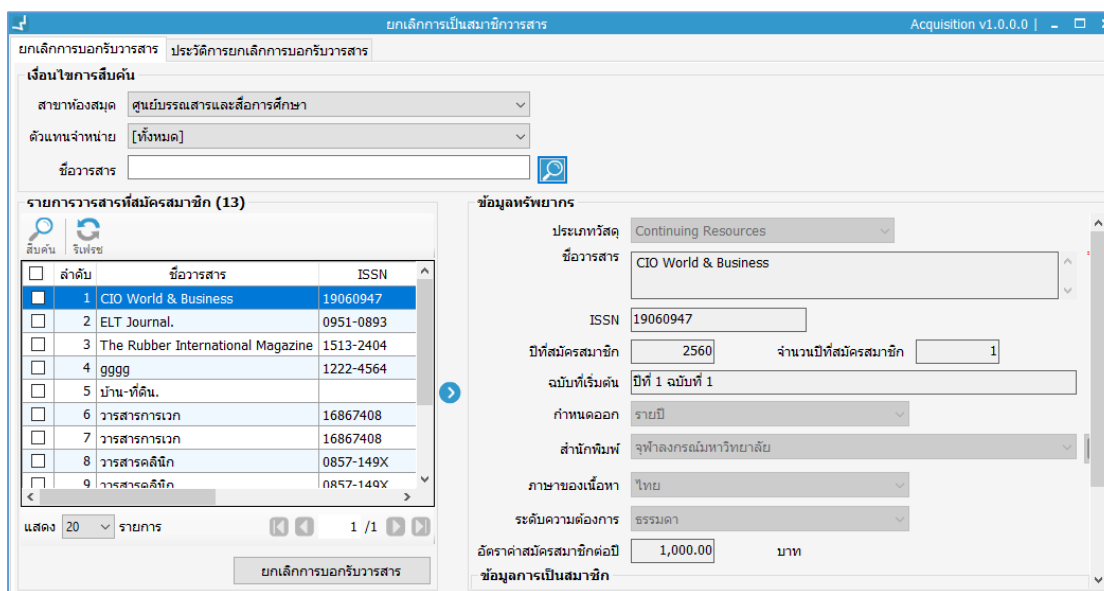 ยกเลิกการเป็นสมาชิกวารสาร Acquisition v1.0.0.0 |
ยกเลิกการบอกรับวารสาร ประวัติการยกเลิกการบอกรับวารสาร
เงื่อนไขการสืบค้น
สาขาห้องสมุด ศูนย์บรรณสารและสื่อการศึกษา
ตัวแทนจำหน่าย [ทั้งหมด]
ชื่อวารสาร
รายการวารสารที่สมัครสมาชิก (13)
สืบค้น รีเฟรช
ลำดับ ชื่อวารสาร ISSN
1 CIO World & Business 19060947
2 ELT Journal. 0951-0893
3 The Rubber International Magazine 1513-2404
4 gggg 1222-4564
5 บ้าน-ที่ดิน.
6 วารสารการเวก 16867408
7 วารสารการเวก 16867408
8 วารสารคลินิก 0857-149X
9 วารสารคลินิก 0857-149X
แสดง 20 รายการ 1 /1
ยกเลิกการบอกรับวารสาร
ข้อมูลทรัพยากร
ประเภทวัสดุ Continuing Resources
ชื่อวารสาร CIO World & Business
ISSN 19060947
ปีที่สมัครสมาชิก 2560 จำนวนปีที่สมัครสมาชิก 1
ฉบับที่เริ่มต้น ปีที่ 1 ฉบับที่ 1
กำหนดออก รายปี
สำนักพิมพ์ จุฬาลงกรณ์มหาวิทยาลัย
ภาษาของเนื้อหา ไทย
ระดับความต้องการ ธรรมดา
อัตราค่าสมัครสมาชิกต่อปี 1,000.00 บาท
ข้อมูลการเป็นสมาชิก